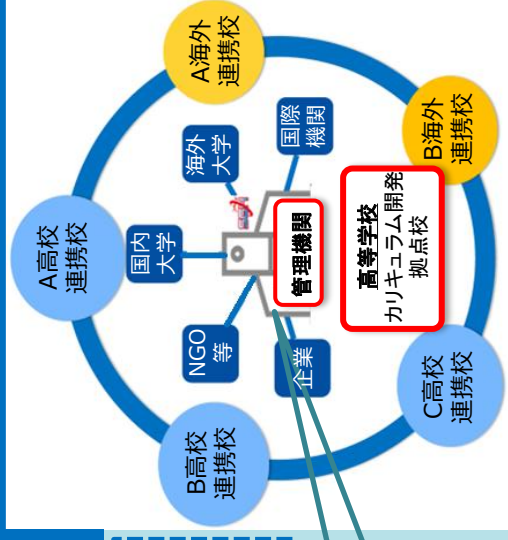 A高校
連携校
A海外
連携校
国内
大学
海外
大学
NGO
等
国際
機関
管理機関
企業
高等学校
カリキュラム開発
拠点校
B高校
連携校
B海外
連携校
C高校
連携校